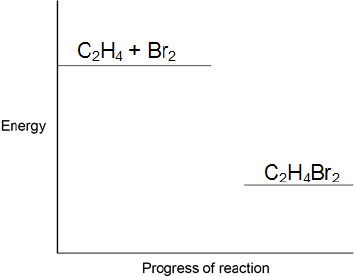 C₂H₄ + Br₂
Energy
C₂H₄Br₂
Progress of reaction